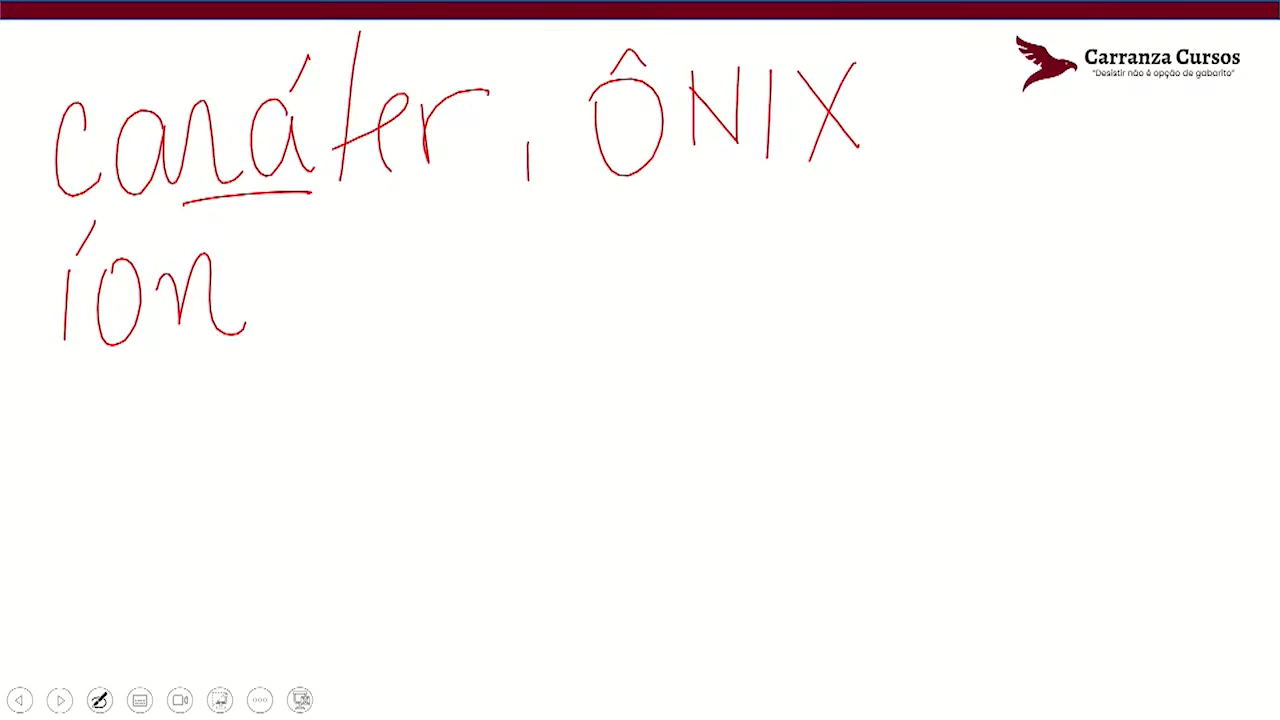 Carranza Cursos
"Desistir não é opção de gabarito"
caráter, ÔNIX
íon